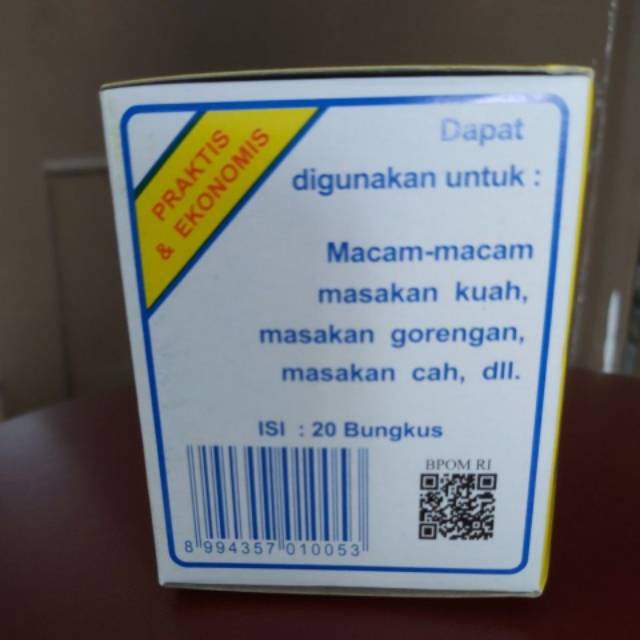 PRAKTIS
& EKONOMIS
Dapat
digunakan untuk :
Macam-macam
masakan kuah,
masakan gorengan,
masakan cah, dll.
ISI : 20 Bungkus
BPOM RI
8 994357 010053